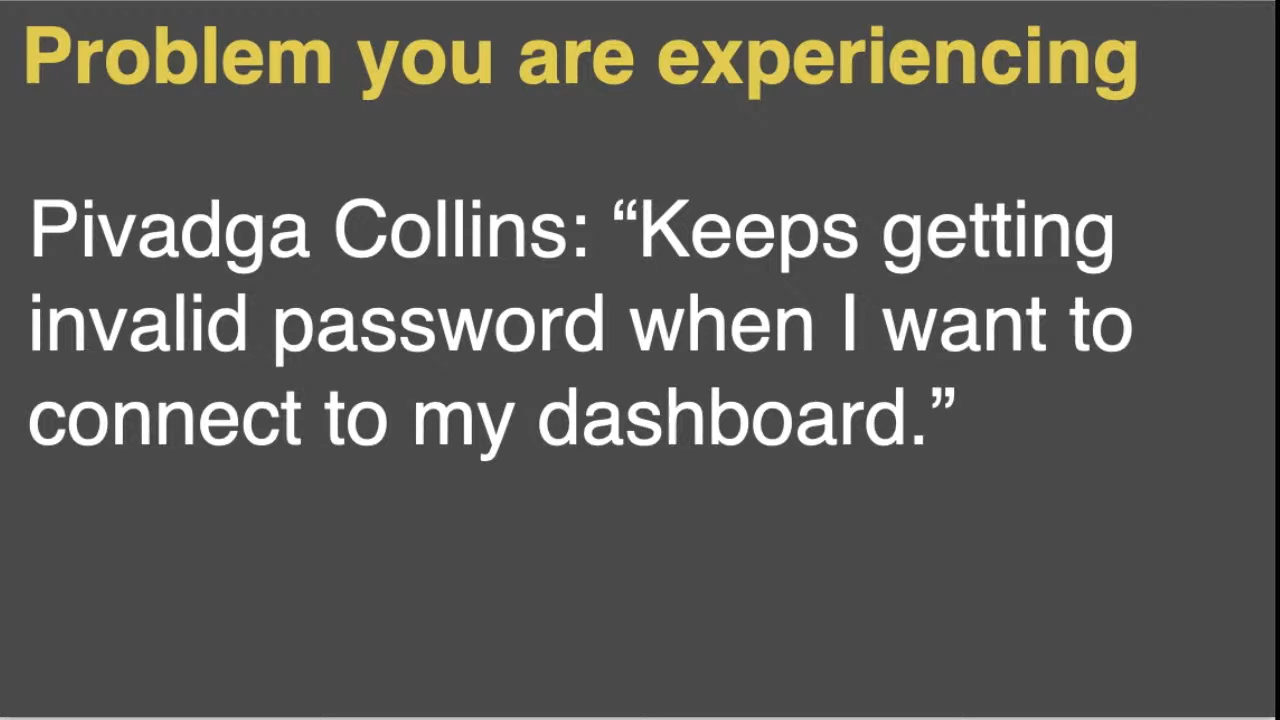 Problem you are experiencing
Pivadga Collins: “Keeps getting
invalid password when I want to
connect to my dashboard.”